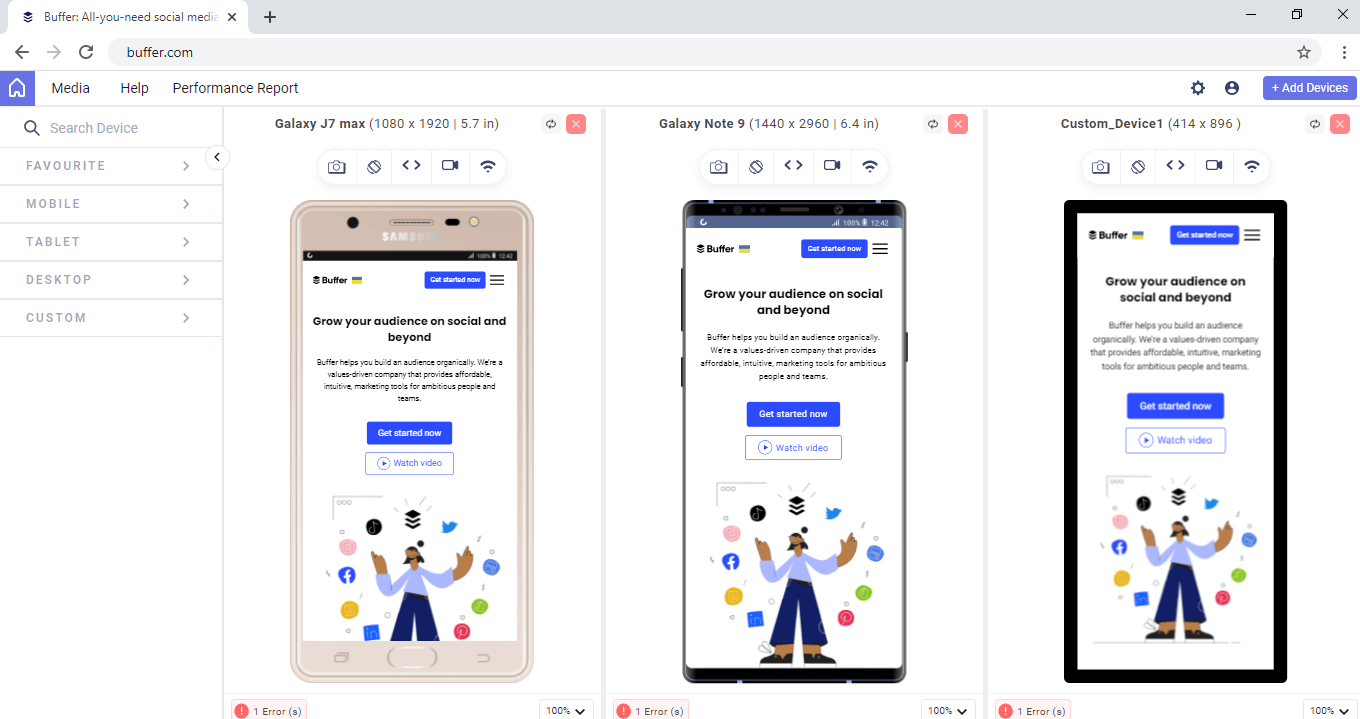 Buffer: All-you-need social media
buffer.com
Media Help Performance Report
+ Add Devices
Search Device
FAVOURITE
MOBILE
TABLET
DESKTOP
CUSTOM
Galaxy J7 max (1080 x 1920 | 5.7 in)
SAMSUNG
100% 12:42
Buffer
Get started now
Grow your audience on social and
beyond
Buffer helps you build an audience organically. We're a
values-driven company that provides affordable,
intuitive, marketing tools for ambitious people and
teams.
Get started now
Watch video
in
1 Error (s)
100%
Galaxy Note 9 (1440 x 2960 | 6.4 in)
100% 12:42
Buffer
Get started now
Grow your audience on social
and beyond
Buffer helps you build an audience organically.
We're a values-driven company that provides
affordable, intuitive, marketing tools for ambitious
people and teams.
Get started now
Watch video
in
1 Error (s)
100%
Custom_Device1 (414 x 896 )
Buffer
Get started now
Grow your audience on
social and beyond
Buffer helps you build an audience
organically. We're a values-driven company
that provides affordable, intuitive, marketing
tools for ambitious people and teams.
Get started now
Watch video
in
1 Error (s)
100%